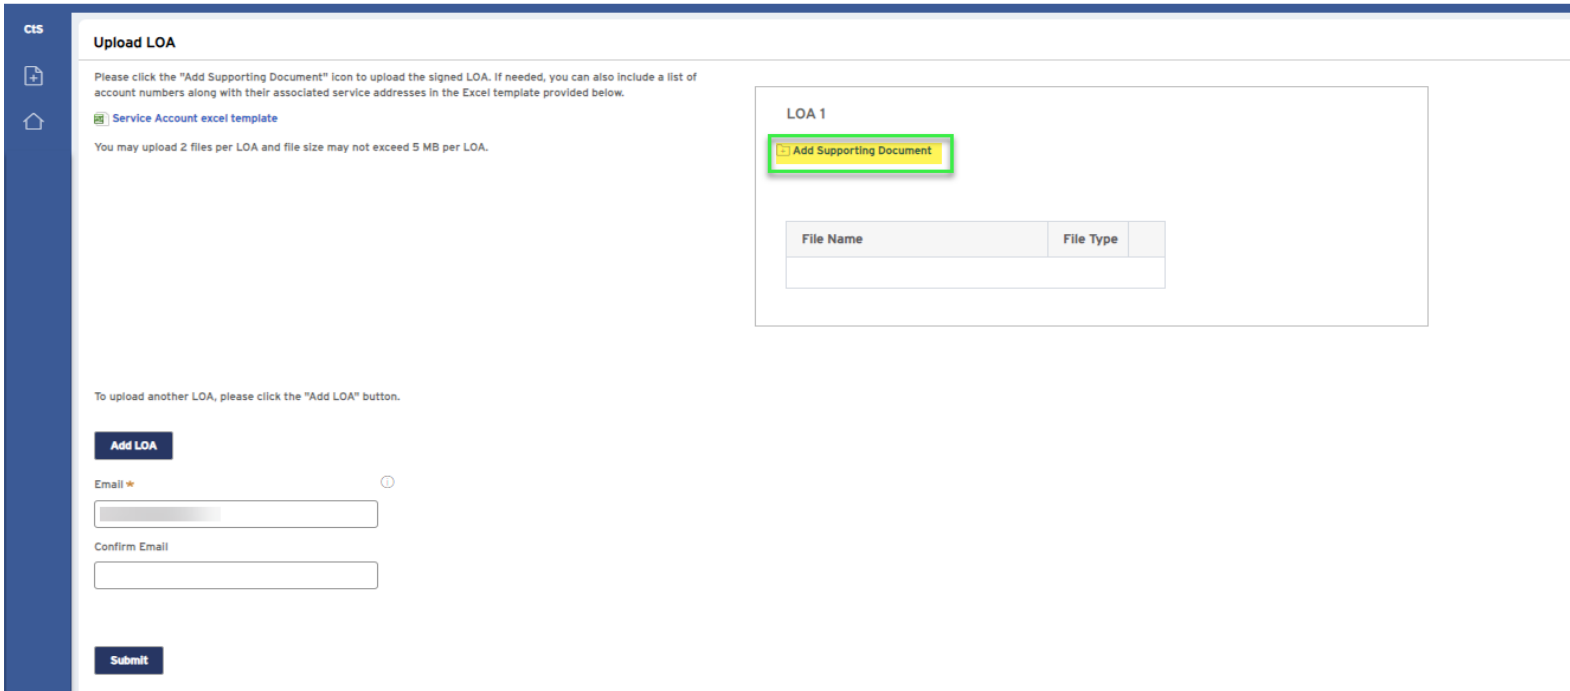 CtS
Upload LOA
Please click the "Add Supporting Document" icon to upload the signed LOA. If needed, you can also include a list of
account numbers along with their associated service addresses in the Excel template provided below.
Service Account excel template
You may upload 2 files per LOA and file size may not exceed 5 MB per LOA.
LOA 1
Add Supporting Document
File Name File Type
To upload another LOA, please click the "Add LOA" button.
Add LOA
Email *
Confirm Email
Submit